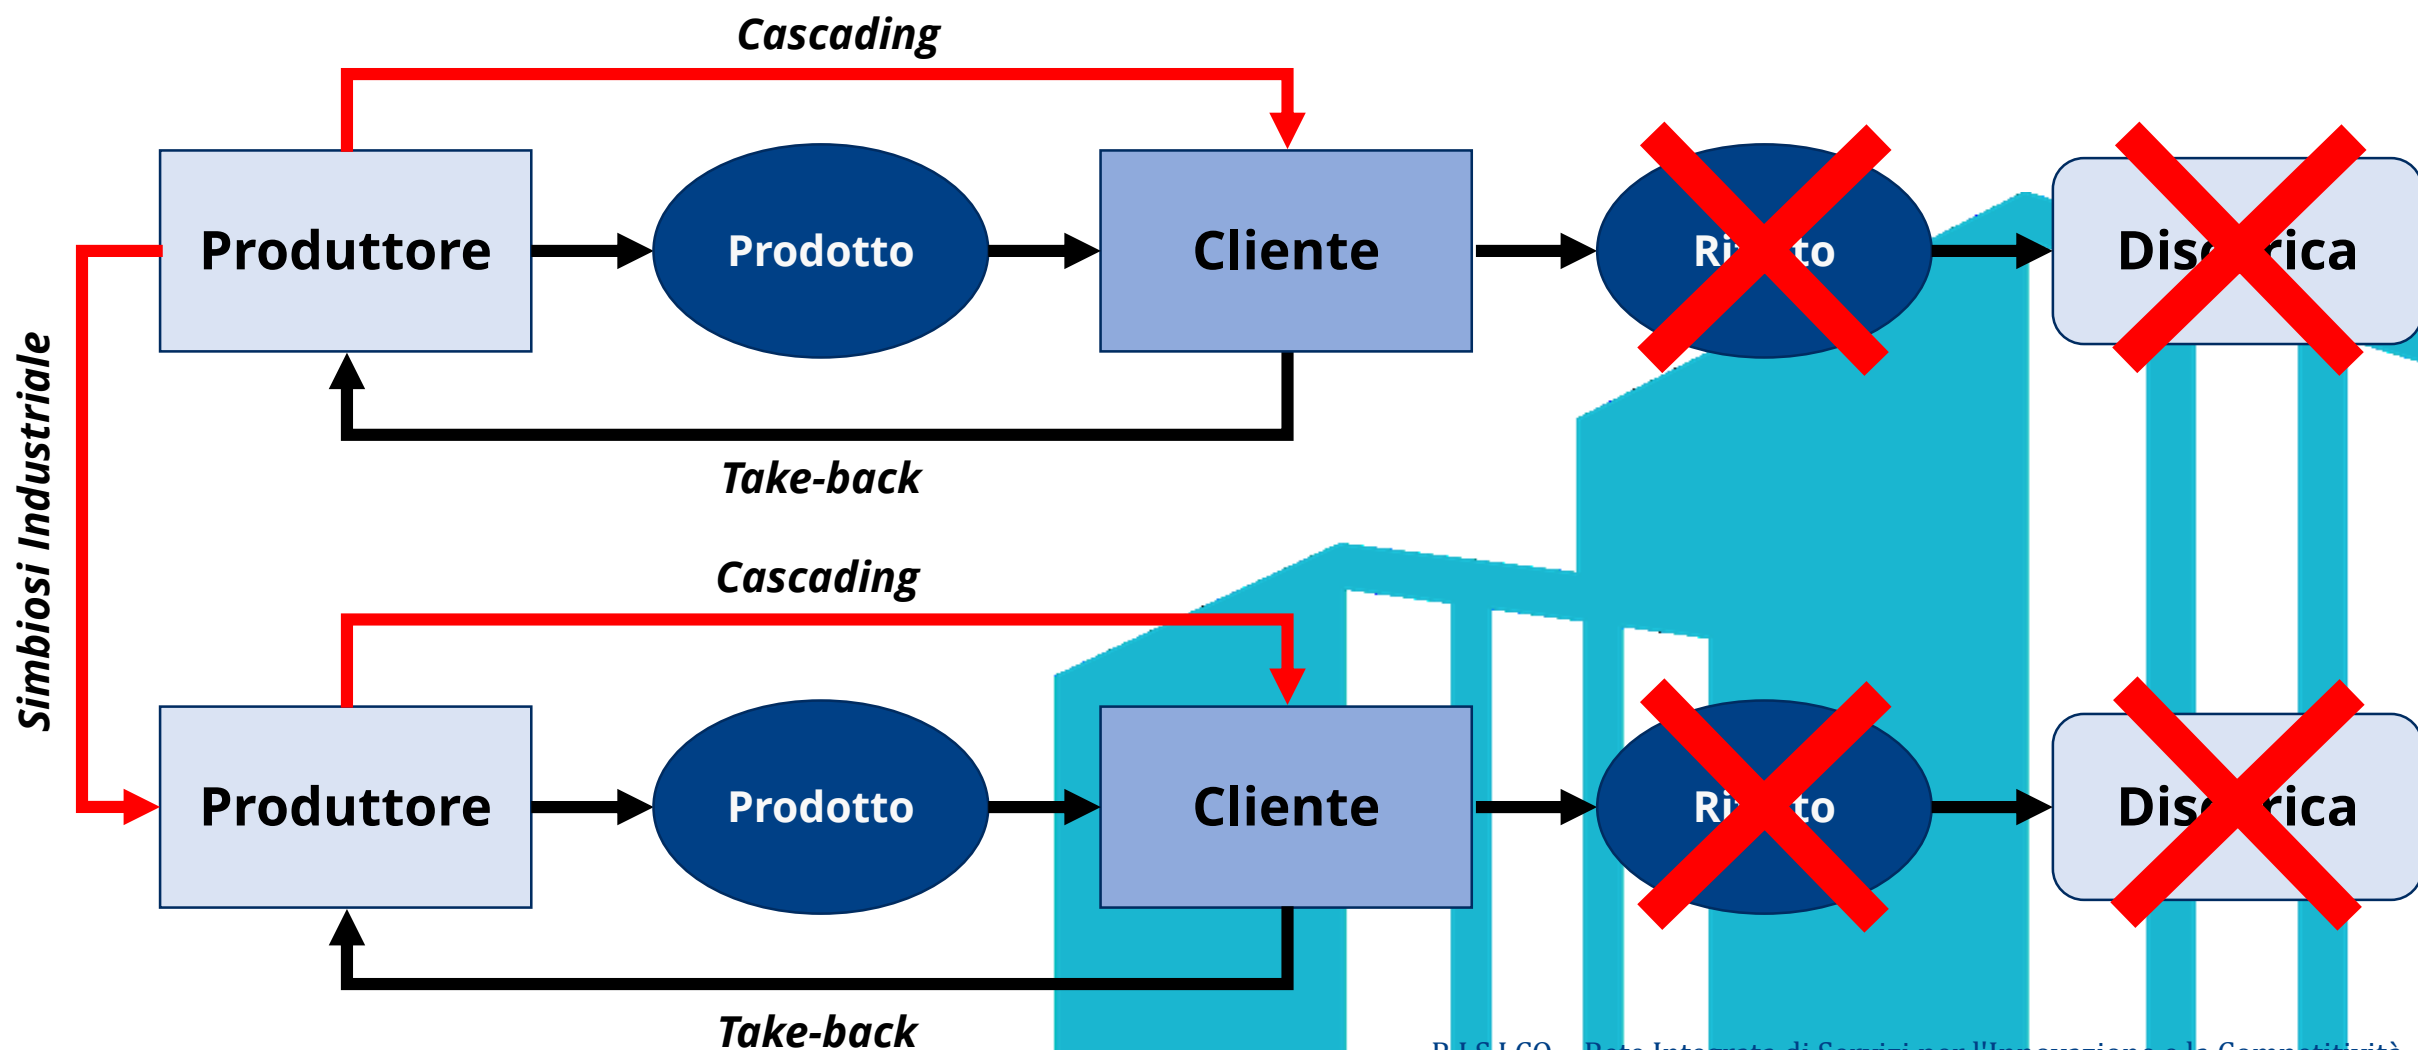 Cascading
Produttore
Prodotto
Cliente
Take-back
Simbiosi Industriale
Cascading
Produttore
Prodotto
Cliente
Take-back